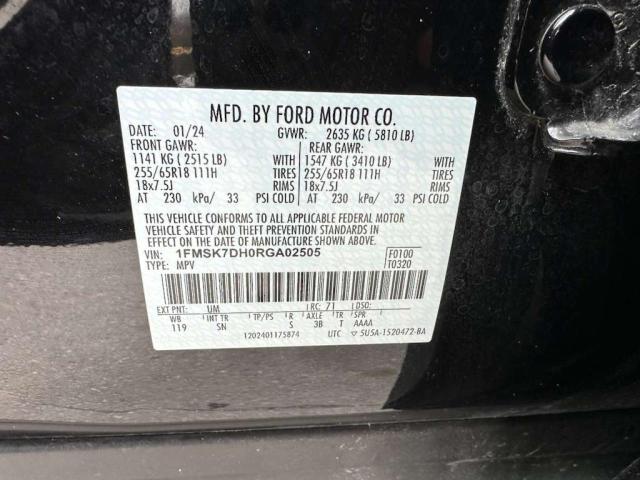 MFD. BY FORD MOTOR CO.
DATE: 01/24 GVWR: 2635 KG ( 5810 LB)
FRONT GAWR: REAR GAWR:
1141 KG ( 2515 LB) WITH 1547 KG ( 3410 LB) WITH
255/65R18 111H TIRES 255/65R18 111H TIRES
18x7.5J RIMS 18x7.5J RIMS
AT 230 kPa/ 33 PSI COLD AT 230 kPa/ 33 PSI COLD
THIS VEHICLE CONFORMS TO ALL APPLICABLE FEDERAL MOTOR
VEHICLE SAFETY AND THEFT PREVENTION STANDARDS IN
EFFECT ON THE DATE OF MANUFACTURE SHOWN ABOVE.
VIN: 1FMSK7DH0RGA02505 F0100
TYPE: MPV T0320
EXT PNT: UM RC: 71 DSO:
WB INT TR TP/PS R AXLE TR SPR
119 SN S 3B T AAAA
1202401175874 UTC 5U5A-1520472-BA